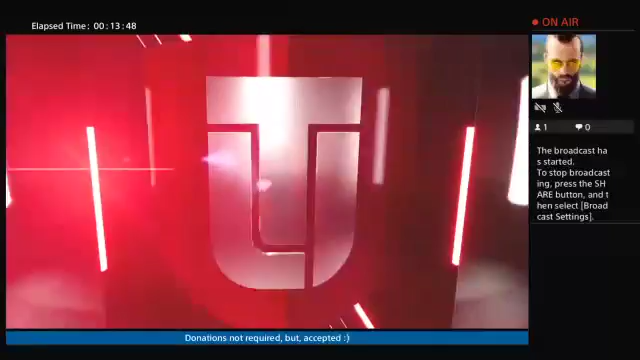 Elapsed Time: 00:13:48
ON AIR
UT
1 0
The broadcast ha
s started.
To stop broadcast
ing, press the SH
ARE button, and t
hen select [Broad
cast Settings].
Donations not required, but, accepted :)